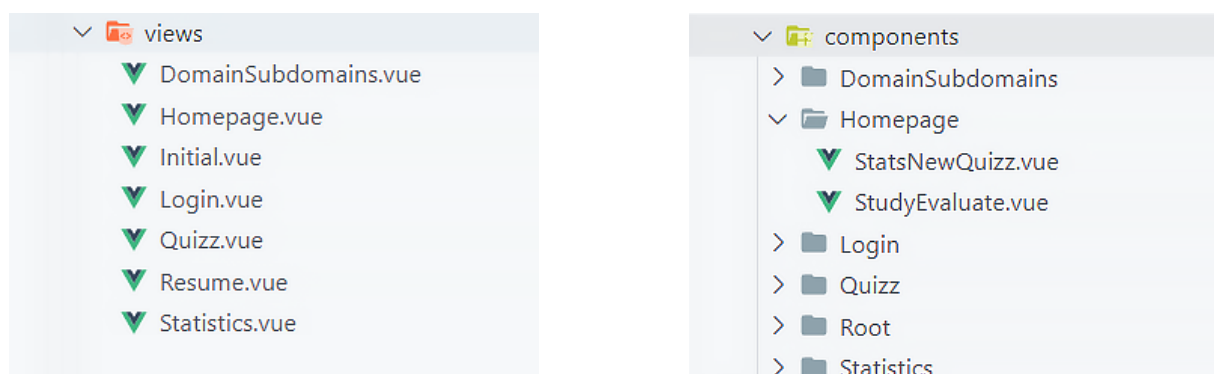 views
DomainSubdomains.vue
Homepage.vue
Initial.vue
Login.vue
Quizz.vue
Resume.vue
Statistics.vue
components
DomainSubdomains
Homepage
StatsNewQuizz.vue
StudyEvaluate.vue
Login
Quizz
Root
Statistics